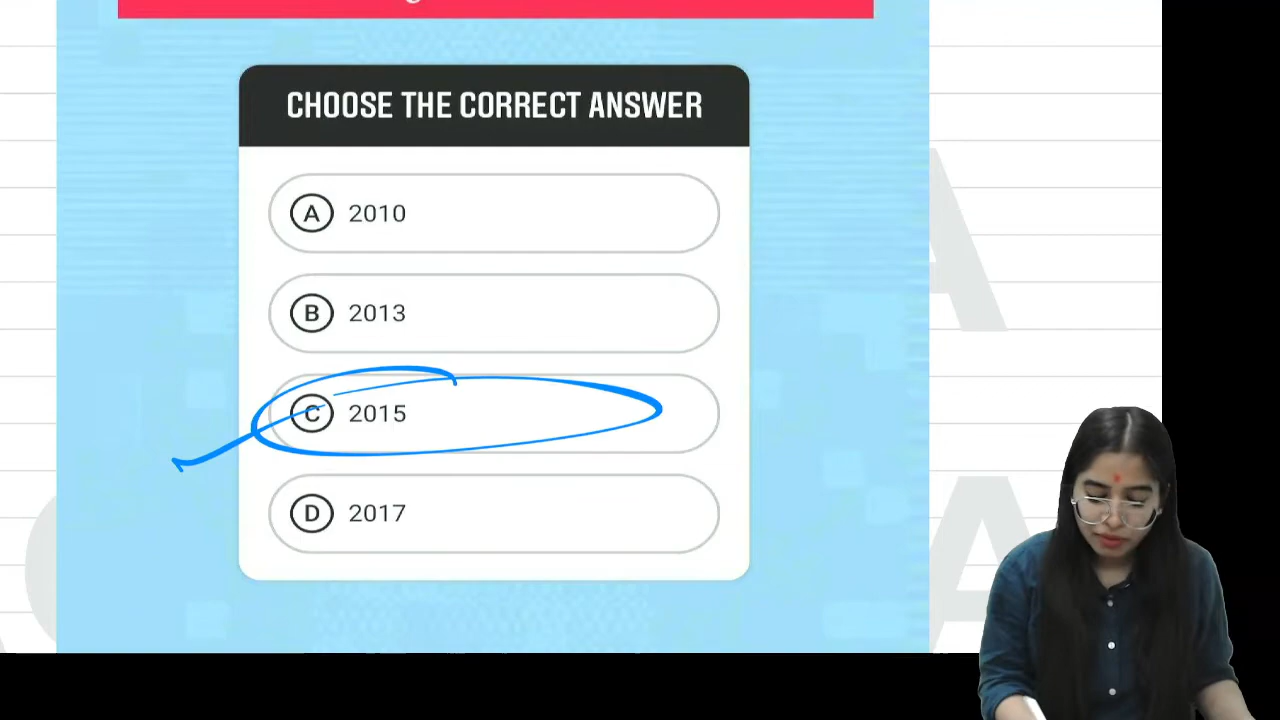 CHOOSE THE CORRECT ANSWER
A 2010
B 2013
C 2015
D 2017